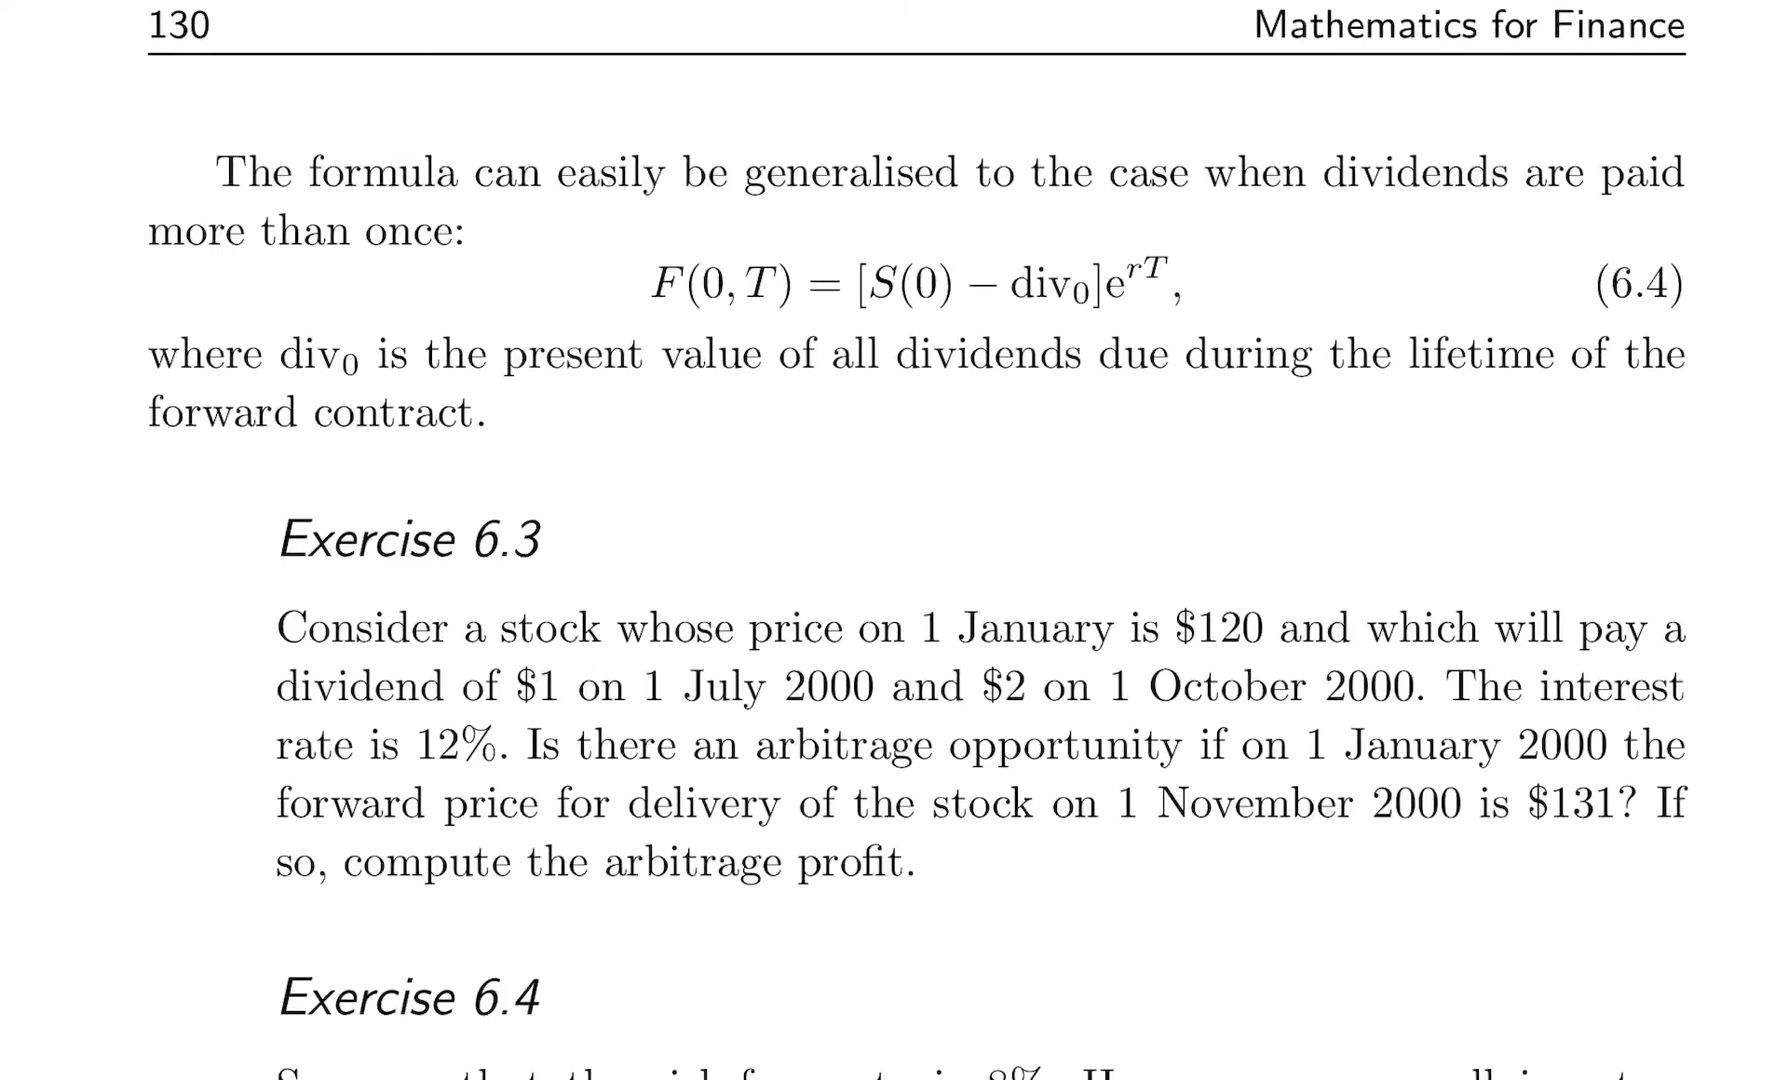 130 Mathematics for Finance
The formula can easily be generalised to the case when dividends are paid
more than once:
F(0, T) = [S(0) − div₀]eʳᵀ, (6.4)
where div₀ is the present value of all dividends due during the lifetime of the
forward contract.
Exercise 6.3
Consider a stock whose price on 1 January is $120 and which will pay a
dividend of $1 on 1 July 2000 and $2 on 1 October 2000. The interest
rate is 12%. Is there an arbitrage opportunity if on 1 January 2000 the
forward price for delivery of the stock on 1 November 2000 is $131? If
so, compute the arbitrage profit.
Exercise 6.4